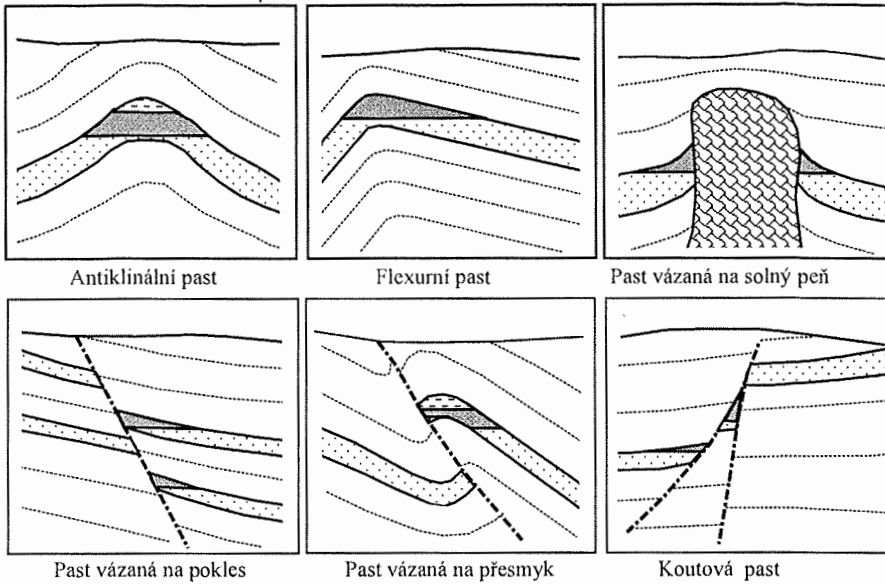 Antiklinální past
Flexurní past
Past vázaná na solný peň
Past vázaná na pokles
Past vázaná na přesmyk
Koutová past